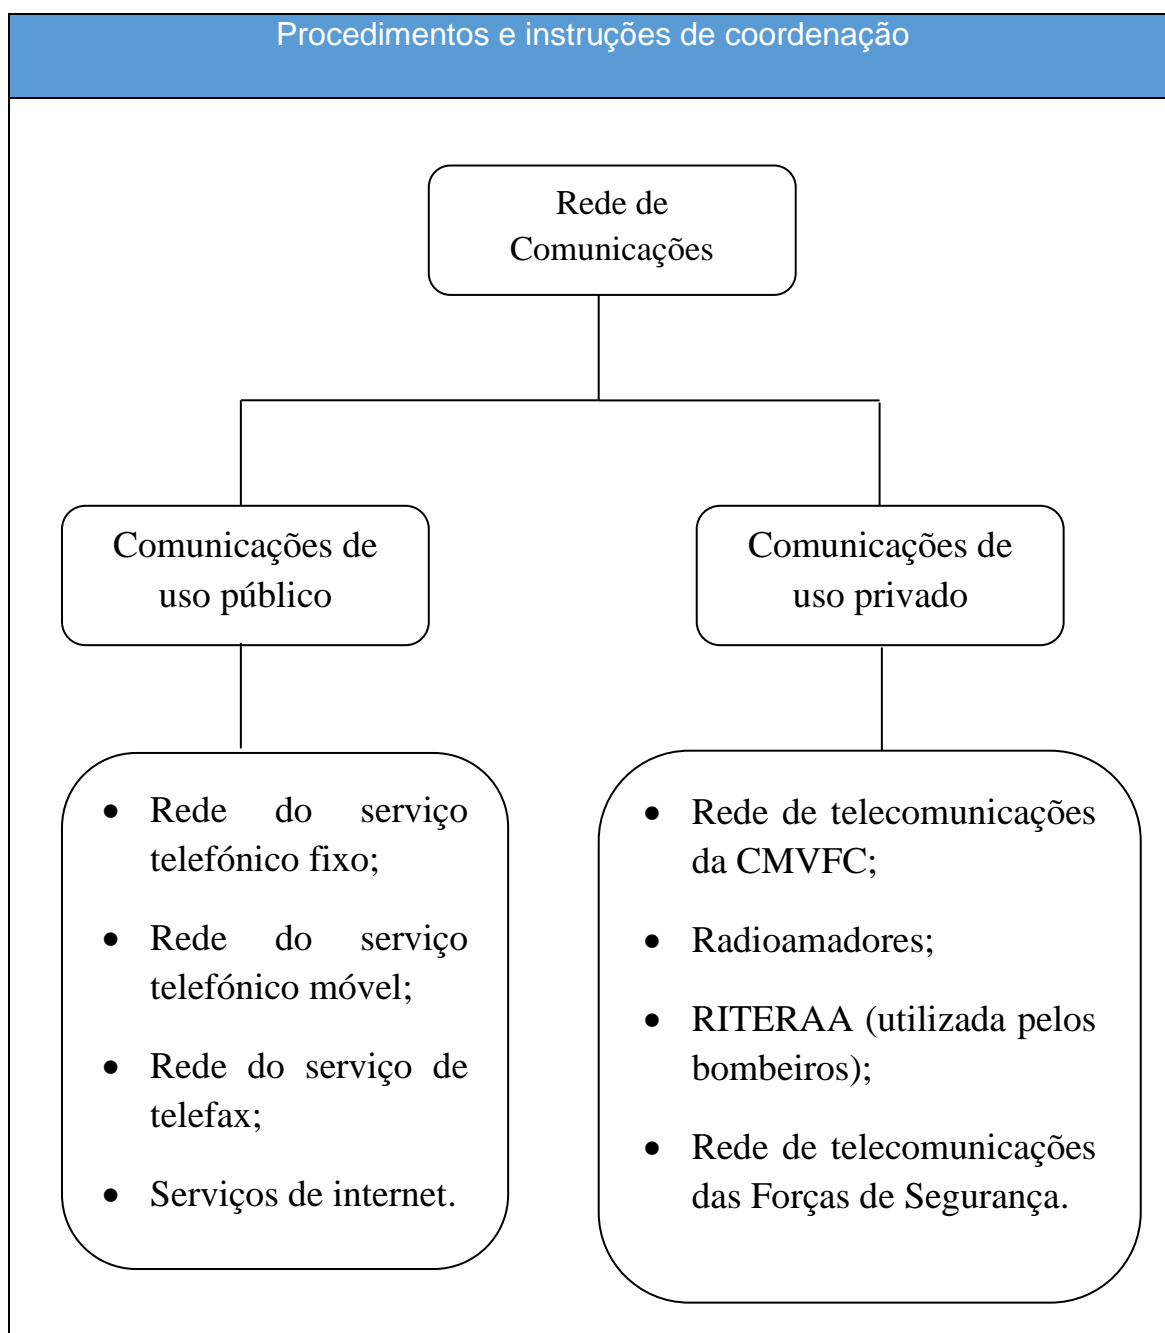 Procedimentos e instruções de coordenação
Rede de
Comunicações
Comunicações de
uso público
Comunicações de
uso privado
• Rede do serviço
telefónico fixo;
• Rede do serviço
telefónico móvel;
• Rede do serviço de
telefax;
• Serviços de internet.
• Rede de telecomunicações
da CMVFC;
• Radioamadores;
• RITERAA (utilizada pelos
bombeiros);
• Rede de telecomunicações
das Forças de Segurança.